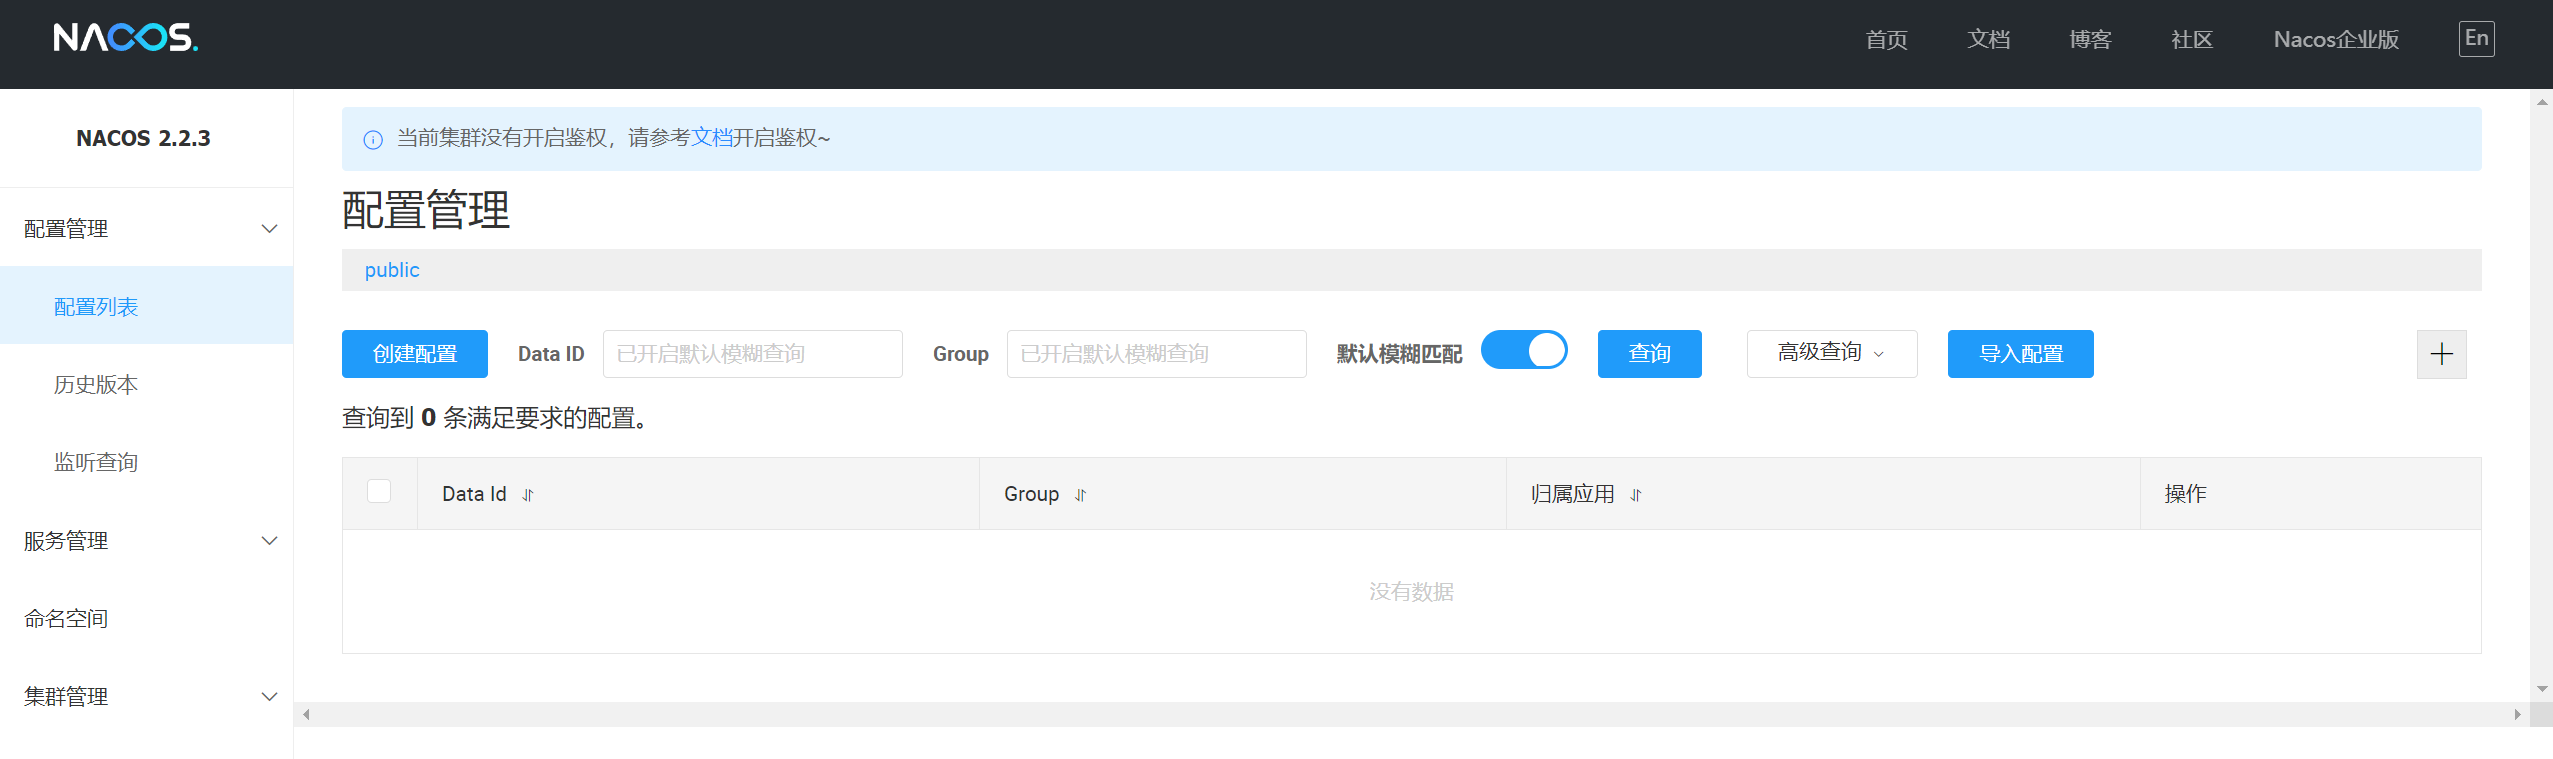 NACOS.
首页 文档 博客 社区 Nacos企业版 En
NACOS 2.2.3
配置管理
配置列表
历史版本
监听查询
服务管理
命名空间
集群管理
当前集群没有开启鉴权，请参考文档开启鉴权~
配置管理
public
创建配置 Data ID 已开启默认模糊查询 Group 已开启默认模糊查询 默认模糊匹配 查询 高级查询 导入配置
查询到 0 条满足要求的配置。
Data Id Group 归属应用 操作
没有数据